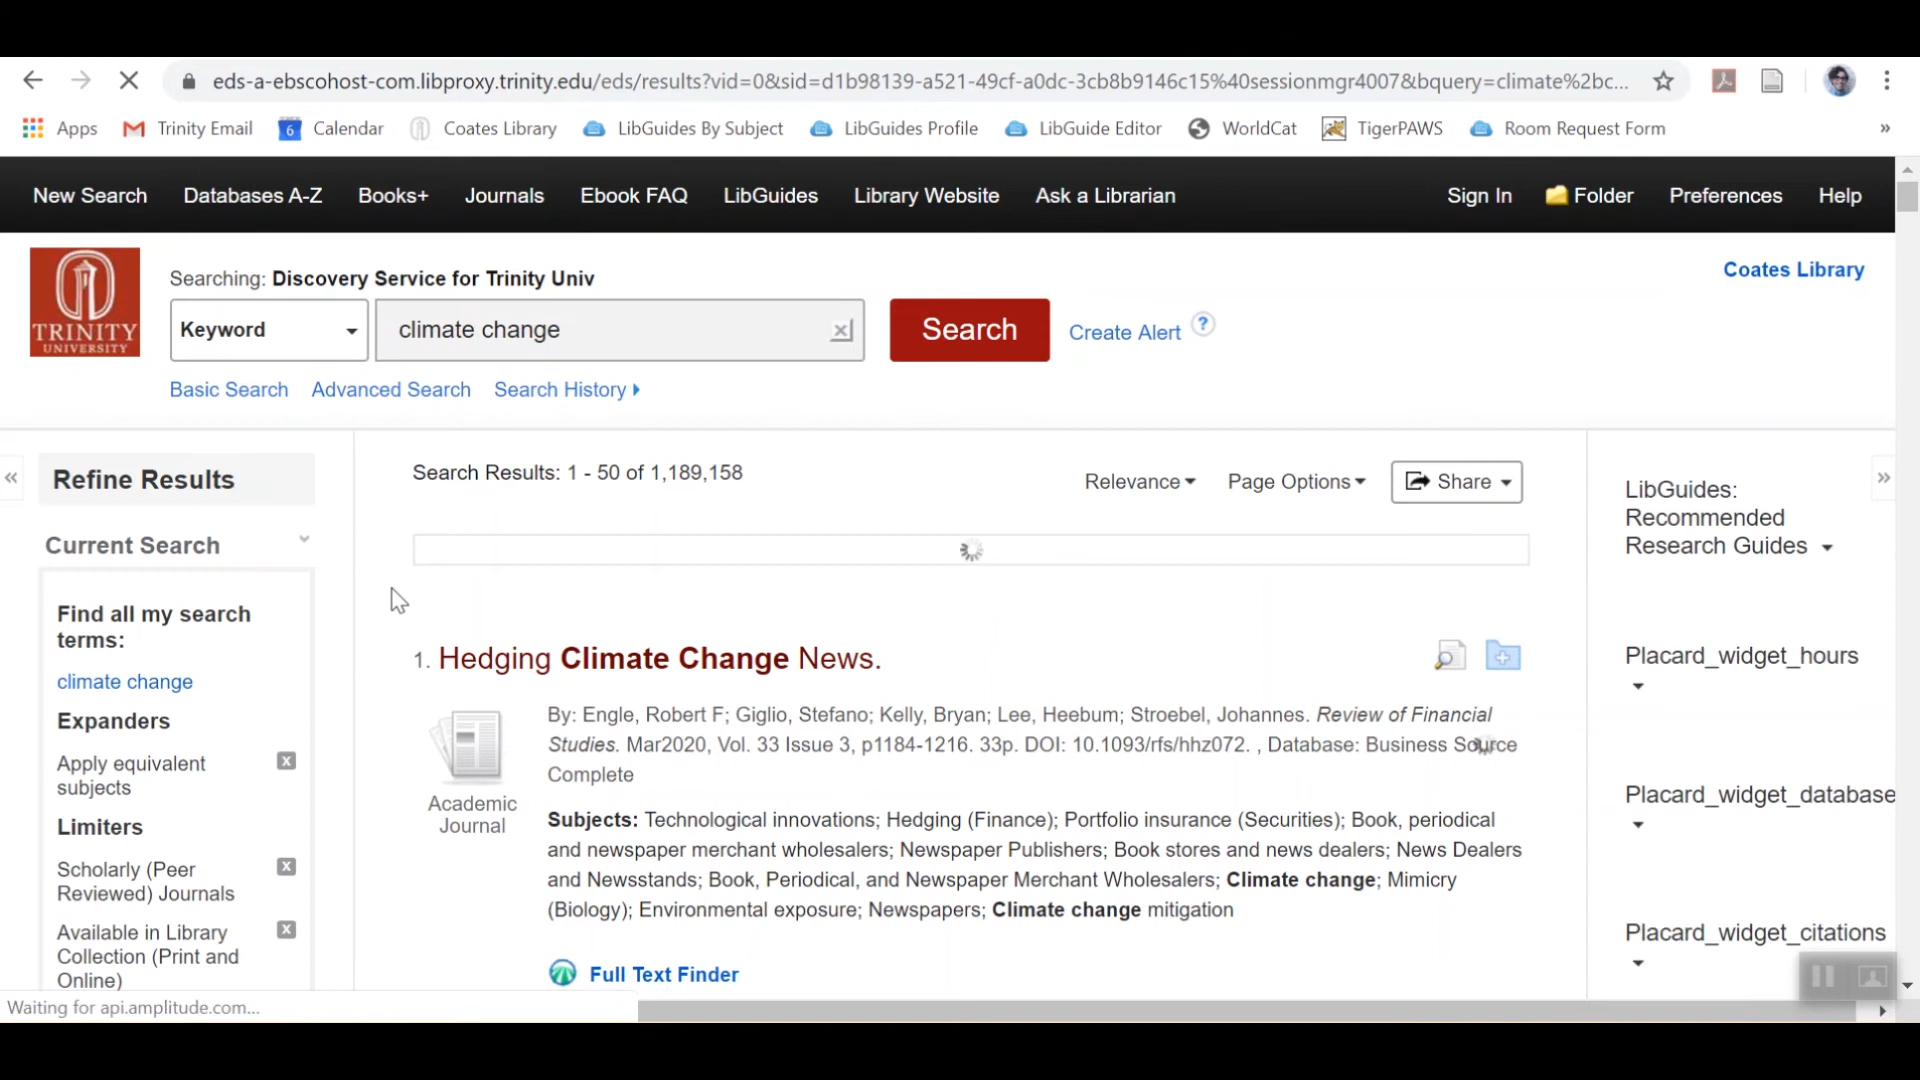 eds-a-ebscohost-com.libproxy.trinity.edu/eds/results?vid=0&sid=d1b98139-a521-49cf-a0dc-3cb8b9146c15%40sessionmgr4007&bquery=climate%2bc...
Apps Trinity Email 6 Calendar Coates Library LibGuides By Subject LibGuides Profile LibGuide Editor WorldCat TigerPAWS Room Request Form »
New Search Databases A-Z Books+ Journals Ebook FAQ LibGuides Library Website Ask a Librarian Sign In Folder Preferences Help
TRINITY
UNIVERSITY
Searching: Discovery Service for Trinity Univ
Coates Library
Keyword climate change x Search Create Alert ?
Basic Search Advanced Search Search History
« Refine Results
Current Search
Find all my search
terms:
climate change
Expanders
Apply equivalent x
subjects
Limiters
Scholarly (Peer x
Reviewed) Journals
Available in Library x
Collection (Print and
Online)
Search Results: 1 - 50 of 1,189,158
Relevance Page Options Share
1. Hedging Climate Change News.
Academic
Journal
By: Engle, Robert F; Giglio, Stefano; Kelly, Bryan; Lee, Heebum; Stroebel, Johannes. Review of Financial
Studies. Mar2020, Vol. 33 Issue 3, p1184-1216. 33p. DOI: 10.1093/rfs/hhz072. , Database: Business Source
Complete
Subjects: Technological innovations; Hedging (Finance); Portfolio insurance (Securities); Book, periodical
and newspaper merchant wholesalers; Newspaper Publishers; Book stores and news dealers; News Dealers
and Newsstands; Book, Periodical, and Newspaper Merchant Wholesalers; Climate change; Mimicry
(Biology); Environmental exposure; Newspapers; Climate change mitigation
Full Text Finder
»
LibGuides:
Recommended
Research Guides
Placard_widget_hours
Placard_widget_database
Placard_widget_citations
Waiting for api.amplitude.com...